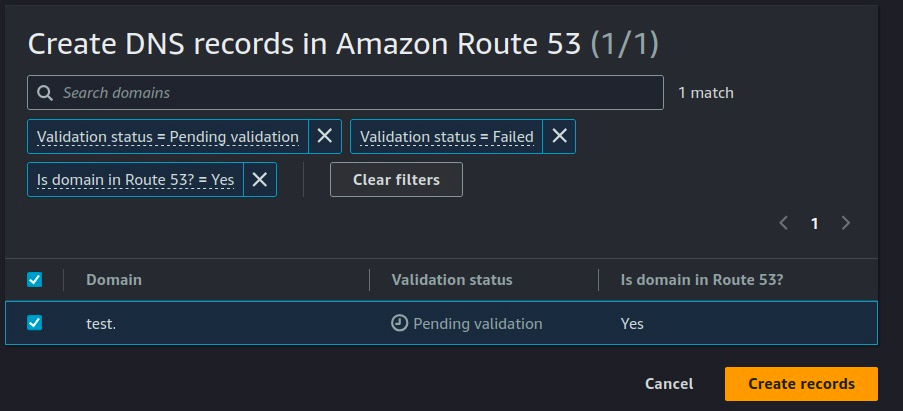 Create DNS records in Amazon Route 53 (1/1)
Search domains
1 match
Validation status = Pending validation
Validation status = Failed
Is domain in Route 53? = Yes
Clear filters
1
Domain Validation status Is domain in Route 53?
test. Pending validation Yes
Cancel Create records